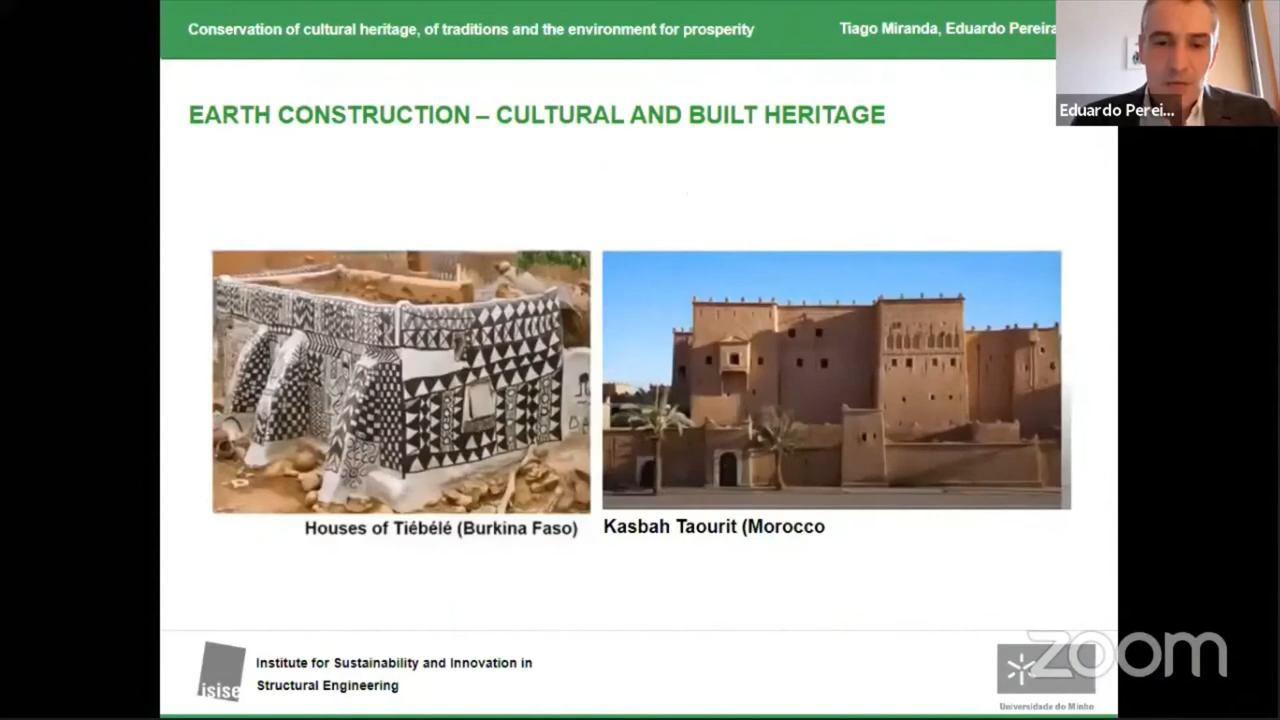 Conservation of cultural heritage, of traditions and the environment for prosperity
Tiago Miranda, Eduardo Pereira
Eduardo Perei...
EARTH CONSTRUCTION – CULTURAL AND BUILT HERITAGE
Houses of Tiébélé (Burkina Faso)
Kasbah Taourit (Morocco
isise
Institute for Sustainability and Innovation in
Structural Engineering
zoom
Universidade do Minho